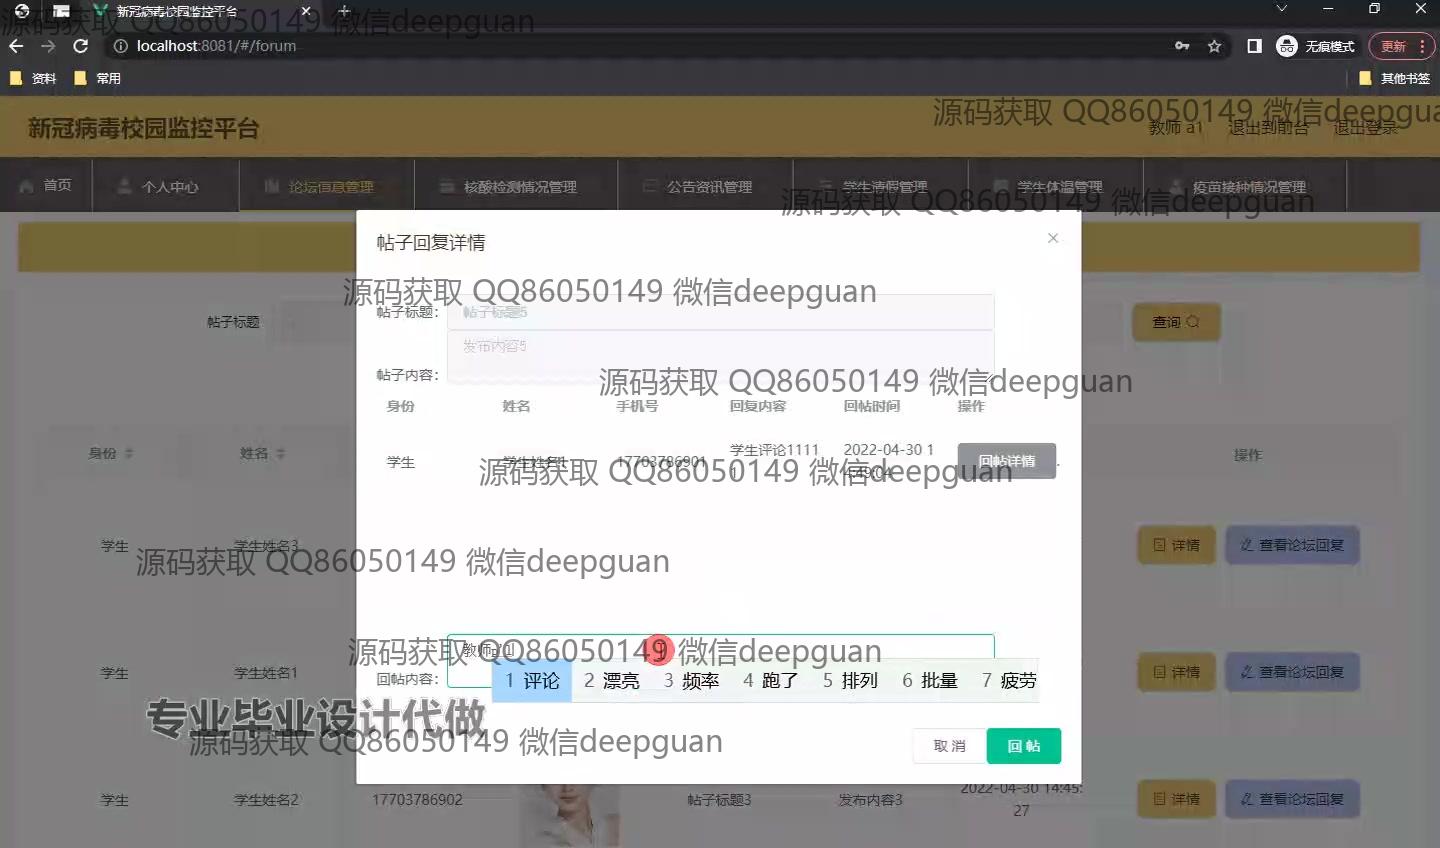 新冠病毒校园监控平台
localhost:8081/#/forum
无痕模式
更新
资料
常用
其他书签
源码获取 QQ86050149 微信deepguan
新冠病毒校园监控平台
源码获取 QQ86050149 微信deepgua
教师 a1
退出到前台
退出登录
首页
个人中心
论坛信息管理
核酸检测情况管理
公告资讯管理
学生请假管理
学生体温管理
疫苗接种情况管理
源码获取 QQ86050149 微信deepguan
帖子回复详情
源码获取 QQ86050149 微信deepguan
帖子标题：
帖子标题5
帖子标题
查询
发布内容5
帖子内容：
源码获取 QQ86050149 微信deepguan
身份
姓名
手机号
回复内容
回帖时间
操作
身份
姓名
操作
学生
学生姓名1
17703786901
学生评论1111
2022-04-30 1
4:49:04
回帖详情
源码获取 QQ86050149 微信deepguan
学生
学生姓名3
详情
查看论坛回复
源码获取 QQ86050149 微信deepguan
源码获取 QQ86050149 微信deepguan
学生
学生姓名1
回帖内容：
1 评论 2 漂亮 3 频率 4 跑了 5 排列 6 批量 7 疲劳
详情
查看论坛回复
专业毕业设计代做
源码获取 QQ86050149 微信deepguan
取 消
回 帖
学生
学生姓名2
17703786902
帖子标题3
发布内容3
2022-04-30 14:45:
27
详情
查看论坛回复